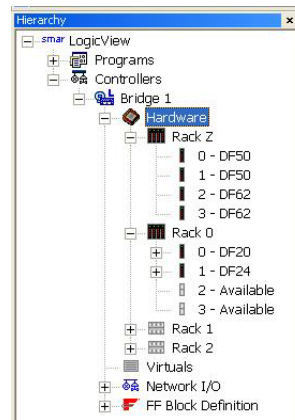 Hierarchy
smar LogicView
Programs
Controllers
Bridge 1
Hardware
Rack Z
0 - DF50
1 - DF50
2 - DF62
3 - DF62
Rack 0
0 - DF20
1 - DF24
2 - Available
3 - Available
Rack 1
Rack 2
Virtuals
Network I/O
FF Block Definition